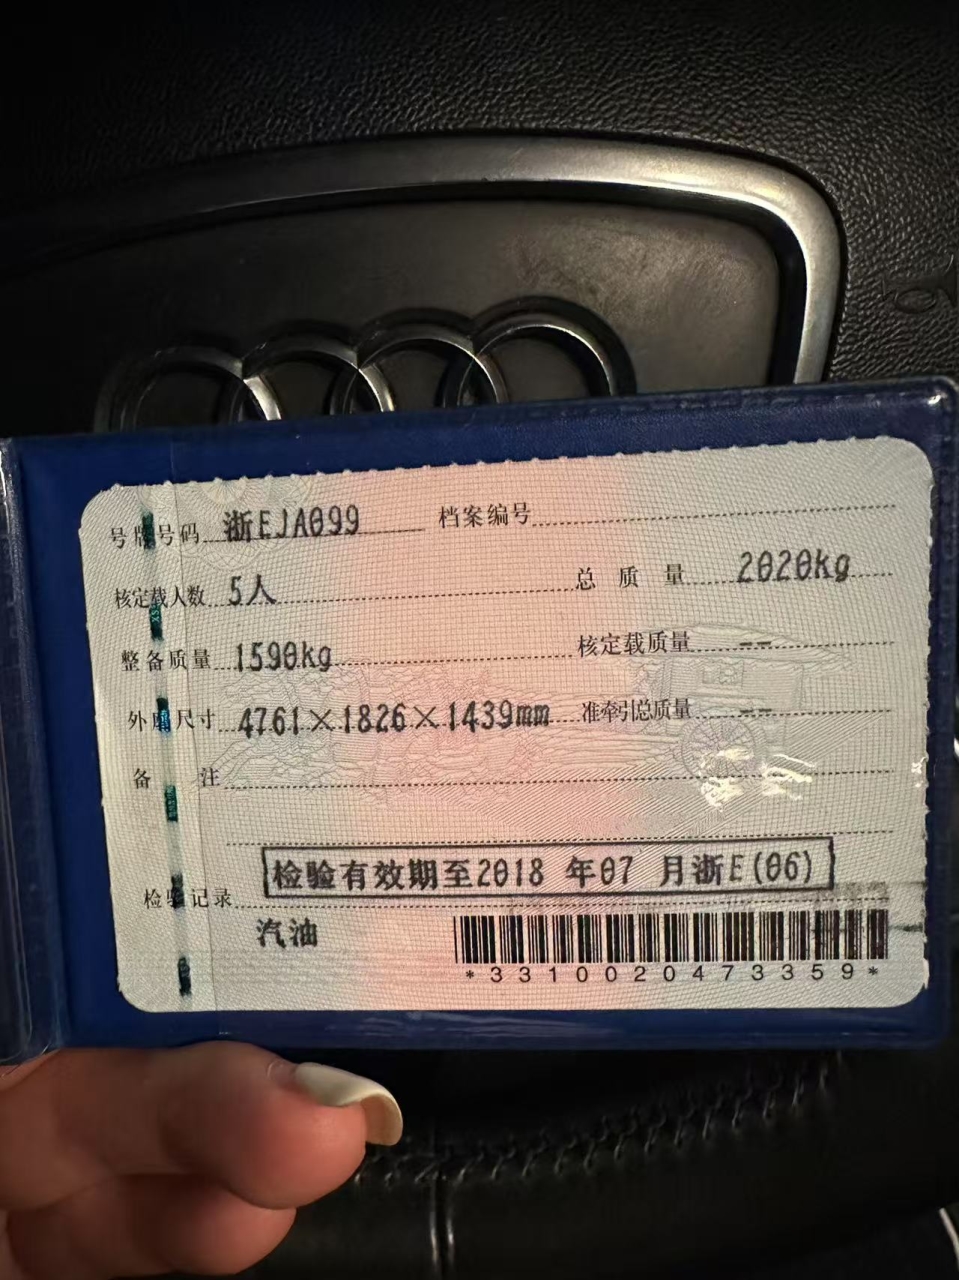 号牌号码 浙EJA099 档案编号
核定载人数 5人 总质量 2020kg
整备质量 1590kg 核定载质量 --
外廓尺寸 4761×1826×1439mm 准牵引总质量 --
备注
检验有效期至2018 年07 月浙E(06)
检验记录
汽油
*3310020473359*